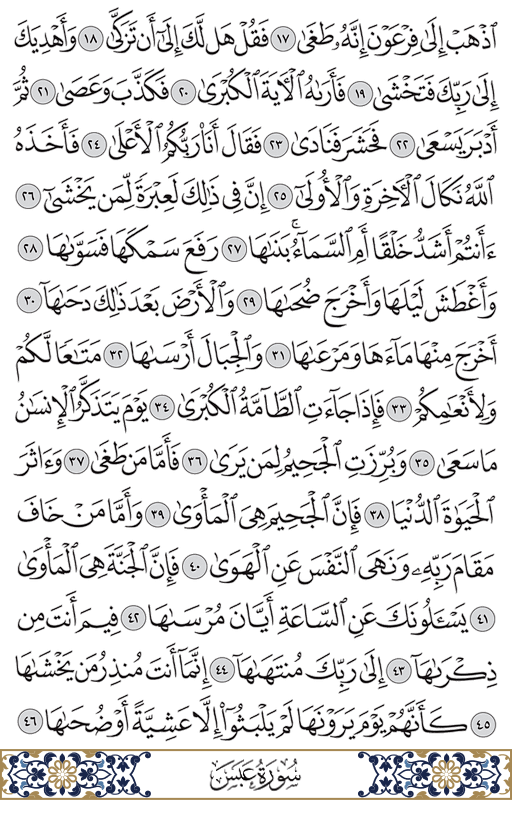 ٱذْهَبْ إِلَىٰ فِرْعَوْنَ إِنَّهُۥ طَغَىٰ ١٧ فَقُلْ هَل لَّكَ إِلَىٰٓ أَن تَزَكَّىٰ ١٨ وَأَهْدِيَكَ
إِلَىٰ رَبِّكَ فَتَخْشَىٰ ١٩ فَأَرَىٰهُ ٱلْـَٔايَةَ ٱلْكُبْرَىٰ ٢٠ فَكَذَّبَ وَعَصَىٰ ٢١ ثُمَّ
أَدْبَرَ يَسْعَىٰ ٢٢ فَحَشَرَ فَنَادَىٰ ٢٣ فَقَالَ أَنَا۠ رَبُّكُمُ ٱلْأَعْلَىٰ ٢٤ فَأَخَذَهُ
ٱللَّهُ نَكَالَ ٱلْـَٔاخِرَةِ وَٱلْأُولَىٰٓ ٢٥ إِنَّ فِى ذَٰلِكَ لَعِبْرَةً لِّمَن يَخْشَىٰٓ ٢٦
ءَأَنتُمْ أَشَدُّ خَلْقًا أَمِ ٱلسَّمَآءُ ۚ بَنَىٰهَا ٢٧ رَفَعَ سَمْكَهَا فَسَوَّىٰهَا ٢٨
وَأَغْطَشَ لَيْلَهَا وَأَخْرَجَ ضُحَىٰهَا ٢٩ وَٱلْأَرْضَ بَعْدَ ذَٰلِكَ دَحَىٰهَآ ٣٠
أَخْرَجَ مِنْهَا مَآءَهَا وَمَرْعَىٰهَا ٣١ وَٱلْجِبَالَ أَرْسَىٰهَا ٣٢ مَتَٰعًا لَّكُمْ
وَلِأَنْعَٰمِكُمْ ٣٣ فَإِذَا جَآءَتِ ٱلطَّآمَّةُ ٱلْكُبْرَىٰ ٣٤ يَوْمَ يَتَذَكَّرُ ٱلْإِنسَٰنُ
مَا سَعَىٰ ٣٥ وَبُرِّزَتِ ٱلْجَحِيمُ لِمَن يَرَىٰ ٣٦ فَأَمَّا مَن طَغَىٰ ٣٧ وَءَاثَرَ
ٱلْحَيَوٰةَ ٱلدُّنْيَا ٣٨ فَإِنَّ ٱلْجَحِيمَ هِىَ ٱلْمَأْوَىٰ ٣٩ وَأَمَّا مَنْ خَافَ
مَقَامَ رَبِّهِۦ وَنَهَى ٱلنَّفْسَ عَنِ ٱلْهَوَىٰ ٤٠ فَإِنَّ ٱلْجَنَّةَ هِىَ ٱلْمَأْوَىٰ
٤١ يَسْـَٔلُونَكَ عَنِ ٱلسَّاعَةِ أَيَّانَ مُرْسَىٰهَا ٤٢ فِيمَ أَنتَ مِن
ذِكْرَىٰهَآ ٤٣ إِلَىٰ رَبِّكَ مُنتَهَىٰهَآ ٤٤ إِنَّمَآ أَنتَ مُنذِرُ مَن يَخْشَىٰهَا
٤٥ كَأَنَّهُمْ يَوْمَ يَرَوْنَهَا لَمْ يَلْبَثُوٓا۟ إِلَّا عَشِيَّةً أَوْ ضُحَىٰهَا ٤٦
سُورَةُ عَبَسَ